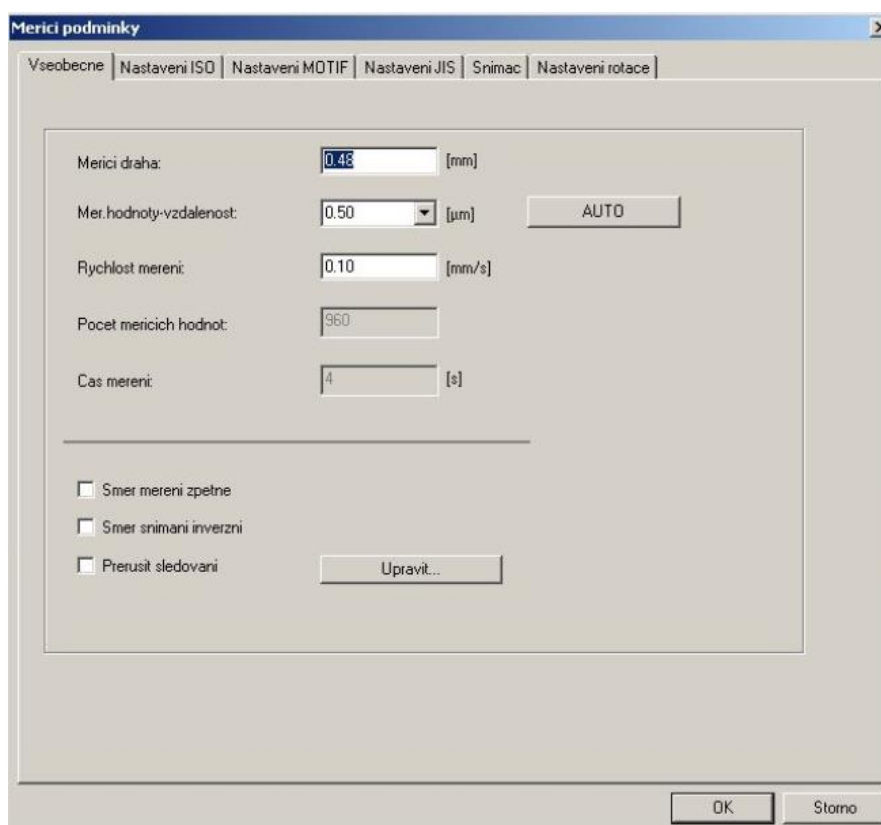 Merici podminky
Vseobecne Nastaveni ISO Nastaveni MOTIF Nastaveni JIS Snimac Nastaveni rotace
Merici draha: 0.48 [mm]
Mer.hodnoty-vzdalenost: 0.50 [µm] AUTO
Rychlost mereni: 0.10 [mm/s]
Pocet mericich hodnot: 960
Cas mereni: 4 [s]
Smer mereni zpetne
Smer snimani inverzni
Prerusit sledovani Upravit...
OK Storno